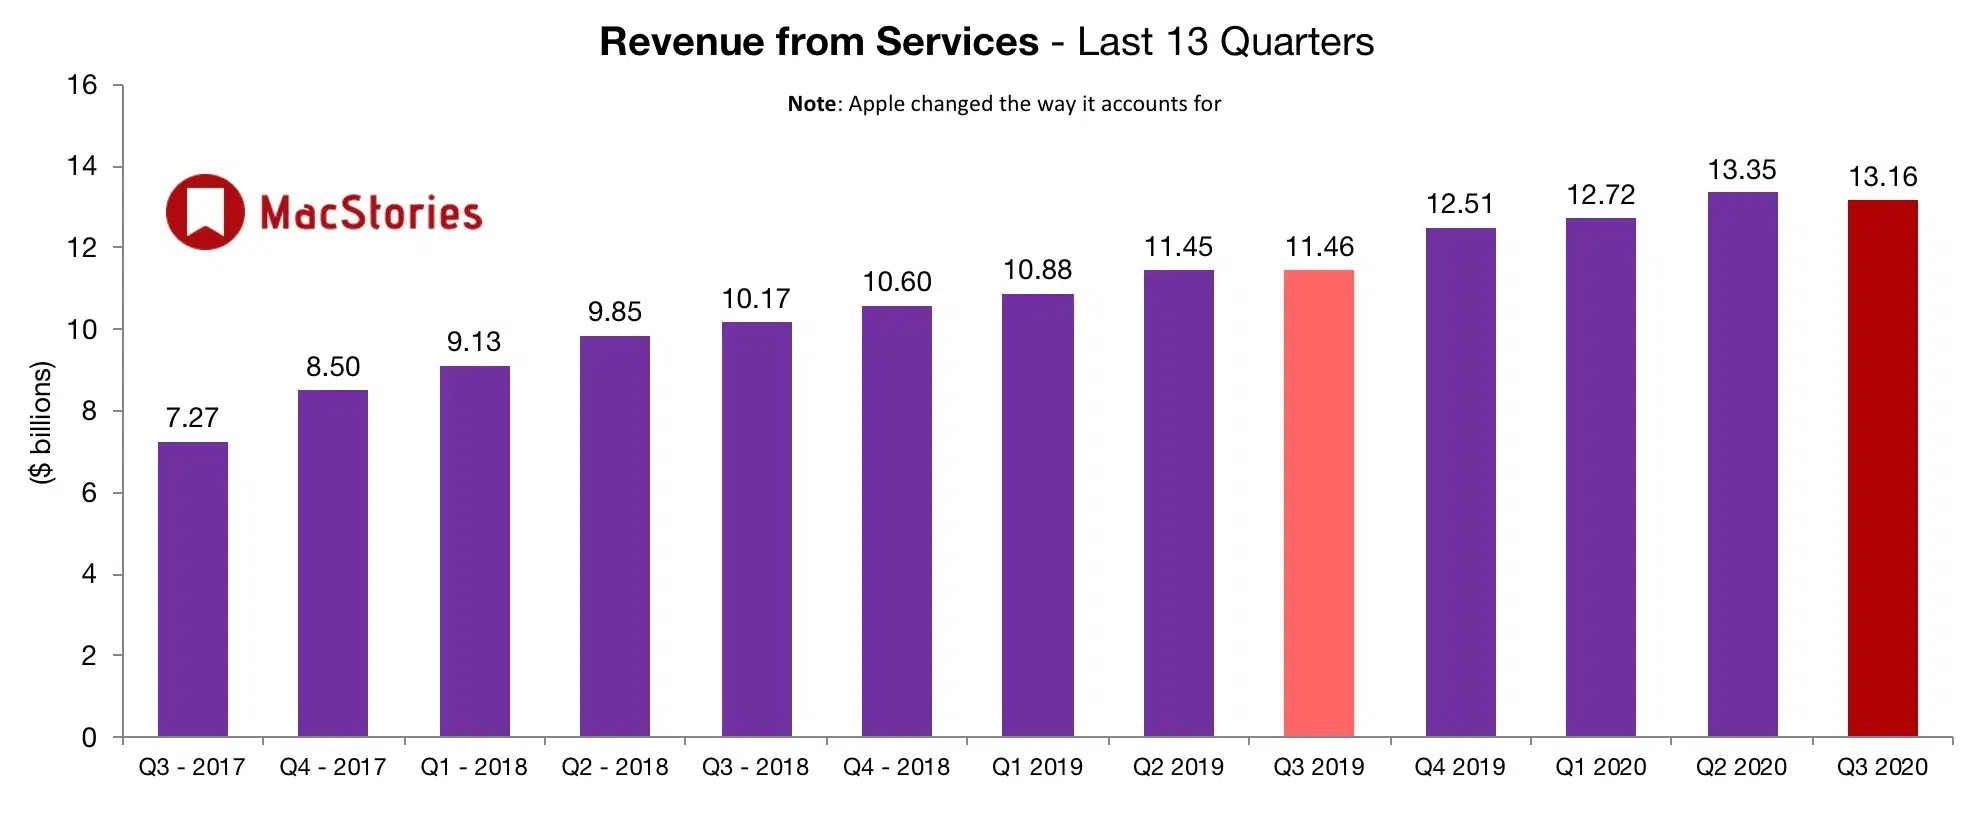 Revenue from Services - Last 13 Quarters
Note: Apple changed the way it accounts for
MacStories
($ billions)
16
14
12
10
8
6
4
2
0
7.27
8.50
9.13
9.85
10.17
10.60
10.88
11.45
11.46
12.51
12.72
13.35
13.16
Q3 - 2017
Q4 - 2017
Q1 - 2018
Q2 - 2018
Q3 - 2018
Q4 - 2018
Q1 2019
Q2 2019
Q3 2019
Q4 2019
Q1 2020
Q2 2020
Q3 2020